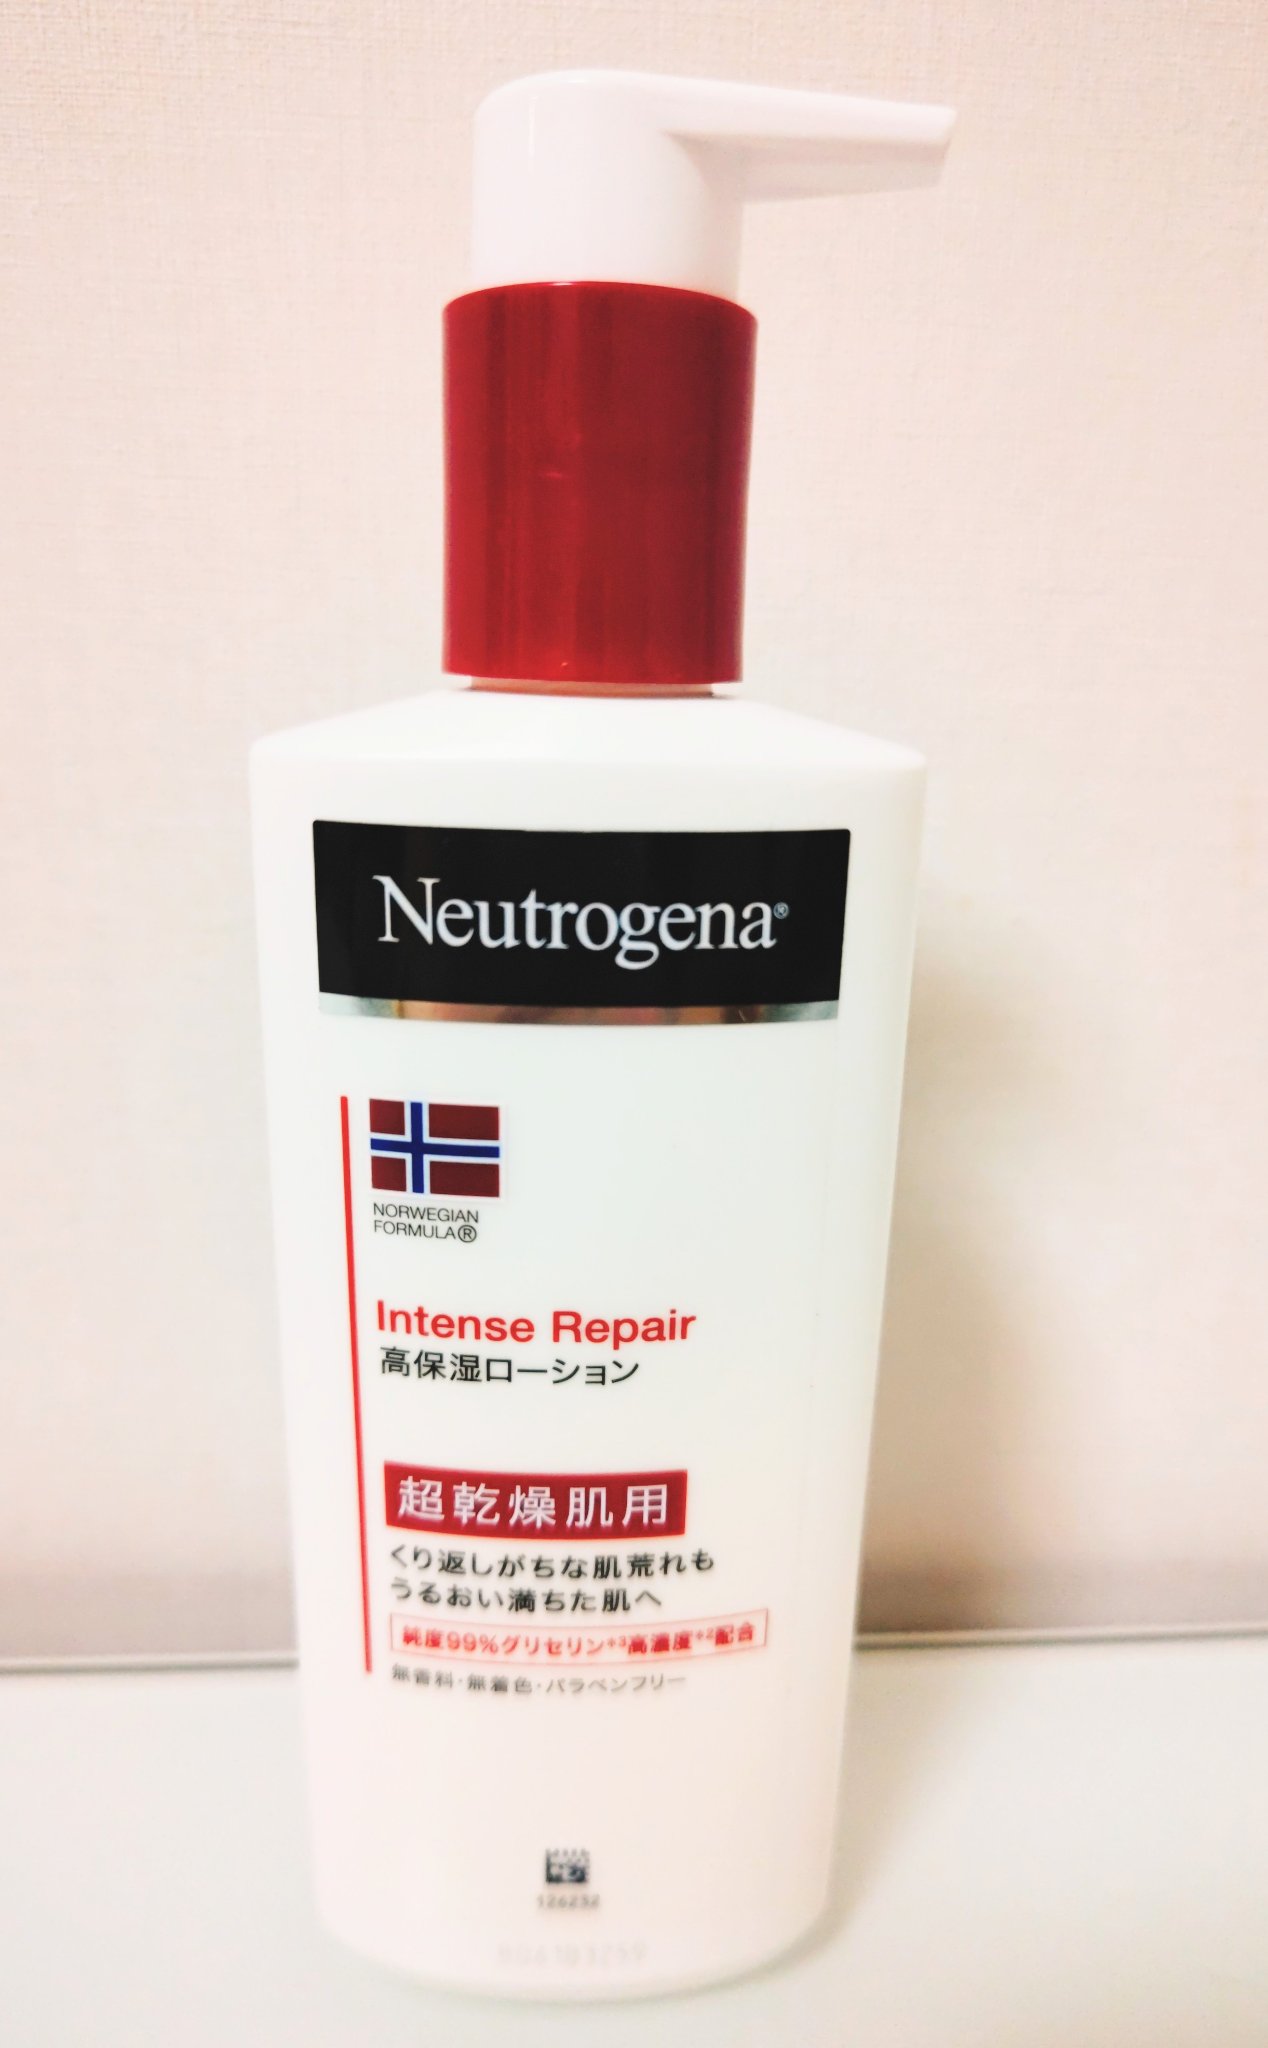 Neutrogena®
NORWEGIAN
FORMULA®
Intense Repair
高保湿ローション
超乾燥肌用
くり返しがちな肌荒れも
うるおい満ちた肌へ
純度99%グリセリン*3高濃度*2配合
無香料・無着色・パラベンフリー
126232